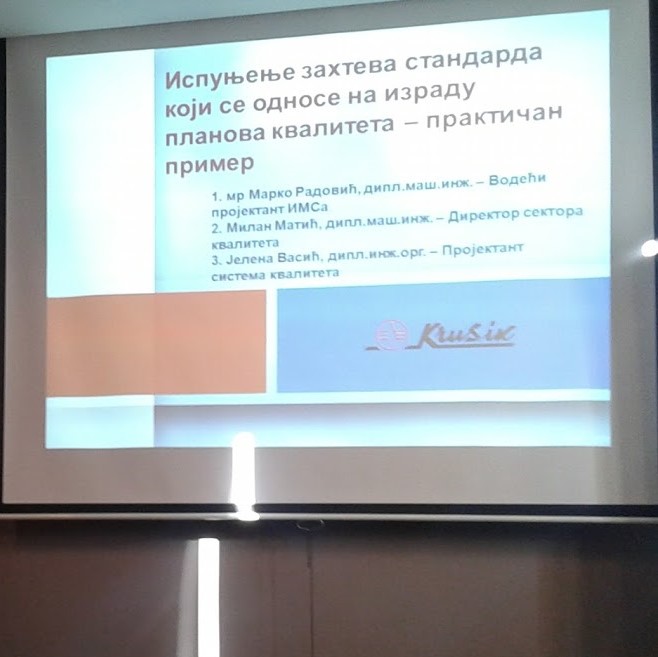 Испуњење захтева стандарда
који се односе на израду
планова квалитета – практичан
пример
1. мр Марко Радовић, дипл.маш.инж. – Водећи
пројектант ИМСа
2. Милан Матић, дипл.маш.инж. – Директор сектора
квалитета
3. Јелена Васић, дипл.инж.орг. – Пројектант
система квалитета
Krušik